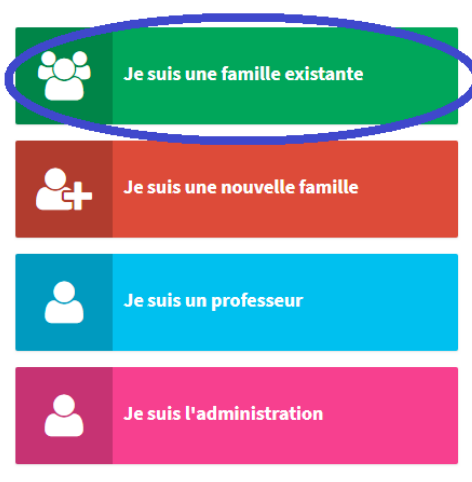 Je suis une famille existante
Je suis une nouvelle famille
Je suis un professeur
Je suis l'administration